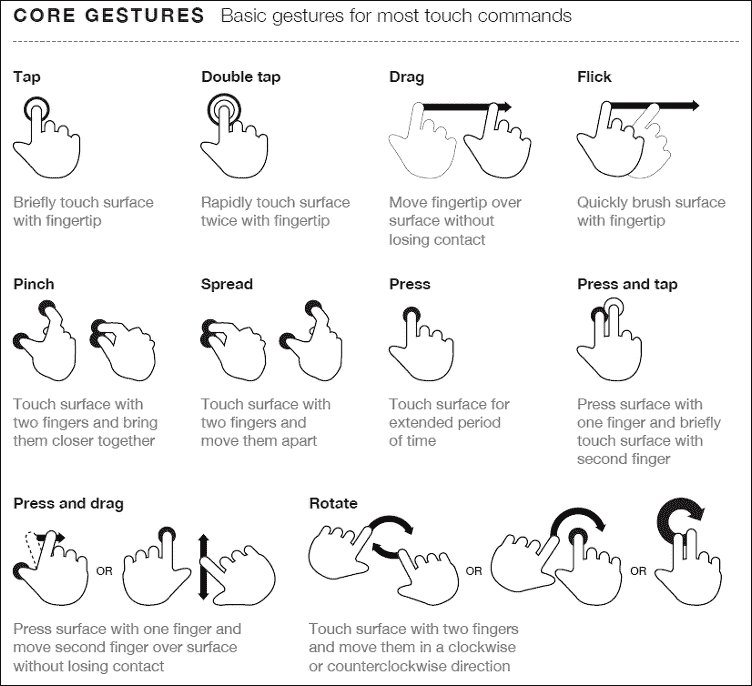 CORE GESTURES Basic gestures for most touch commands
Tap
Briefly touch surface
with fingertip
Double tap
Rapidly touch surface
twice with fingertip
Drag
Move fingertip over
surface without
losing contact
Flick
Quickly brush surface
with fingertip
Pinch
Touch surface with
two fingers and bring
them closer together
Spread
Touch surface with
two fingers and
move them apart
Press
Touch surface for
extended period
of time
Press and tap
Press surface with
one finger and briefly
touch surface with
second finger
Press and drag
OR
Press surface with one finger and
move second finger over surface
without losing contact
Rotate
OR
OR
Touch surface with two fingers
and move them in a clockwise
or counterclockwise direction